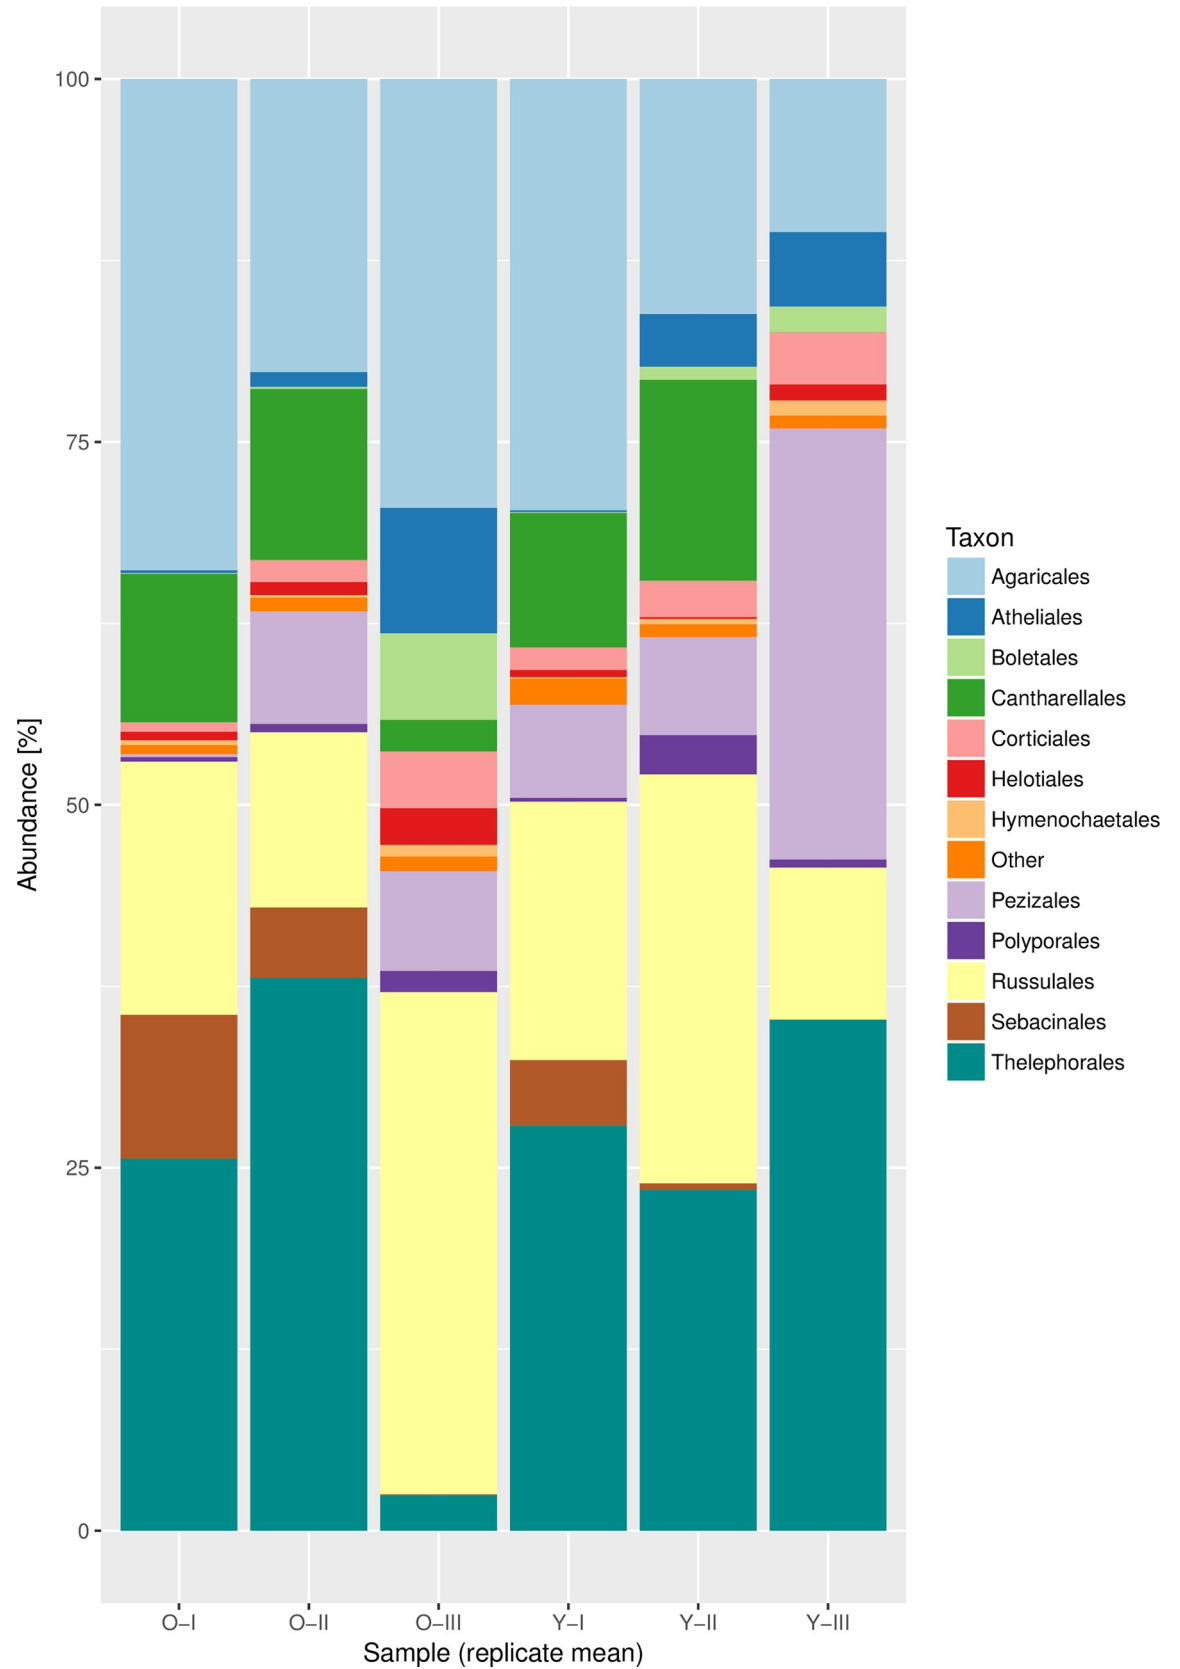 Abundance [%]
100
75
50
25
0
O–I O–II O–III Y–I Y–II Y–III
Sample (replicate mean)
Taxon
Agaricales
Atheliales
Boletales
Cantharellales
Corticiales
Helotiales
Hymenochaetales
Other
Pezizales
Polyporales
Russulales
Sebacinales
Thelephorales